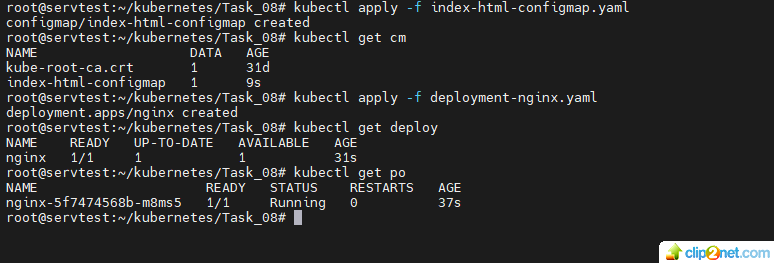 root@servtest:~/kubernetes/Task_08# kubectl apply -f index-html-configmap.yaml
configmap/index-html-configmap created
root@servtest:~/kubernetes/Task_08# kubectl get cm
NAME                   DATA   AGE
kube-root-ca.crt       1      31d
index-html-configmap   1      9s
root@servtest:~/kubernetes/Task_08# kubectl apply -f deployment-nginx.yaml
deployment.apps/nginx created
root@servtest:~/kubernetes/Task_08# kubectl get deploy
NAME    READY   UP-TO-DATE   AVAILABLE   AGE
nginx   1/1     1            1           31s
root@servtest:~/kubernetes/Task_08# kubectl get po
NAME                     READY   STATUS    RESTARTS   AGE
nginx-5f7474568b-m8ms5   1/1     Running   0          37s
root@servtest:~/kubernetes/Task_08#
clip2net.com